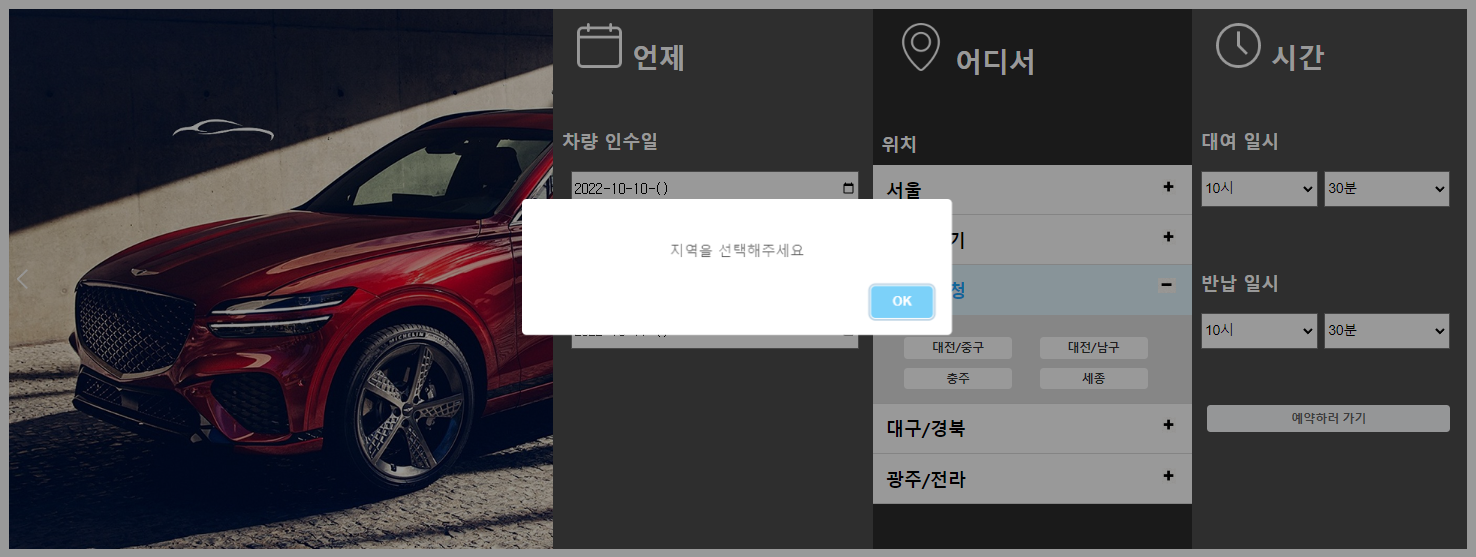 언제
차량 인수일
2022-10-10-( )
어디서
위치
서울
기
청
대전/중구
대전/남구
충주
세종
대구/경북
광주/전라
시간
대여 일시
10시
30분
반납 일시
10시
30분
예약하러 가기
지역을 선택해주세요
OK